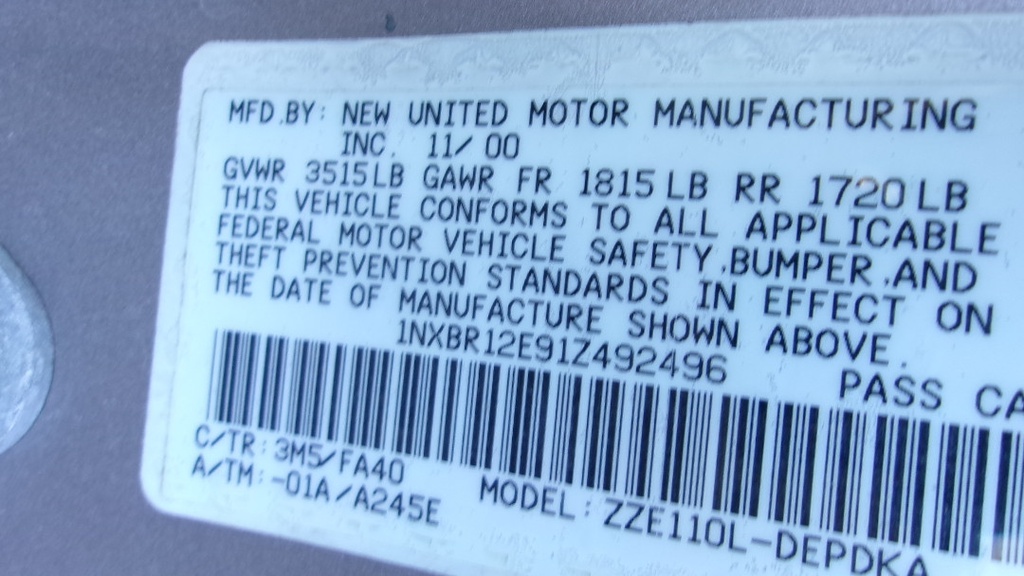 MFD.BY: NEW UNITED MOTOR MANUFACTURING
INC. 11/00
GVWR 3515LB GAWR FR 1815LB RR 1720LB
THIS VEHICLE CONFORMS TO ALL APPLICABLE
FEDERAL MOTOR VEHICLE SAFETY,BUMPER,AND
THEFT PREVENTION STANDARDS IN EFFECT ON
THE DATE OF MANUFACTURE SHOWN ABOVE.
1NXBR12E91Z492496 PASS CA
C/TR:3M5/FA40
A/TM:-01A/A245E MODEL:ZZE110L-DEPDKA